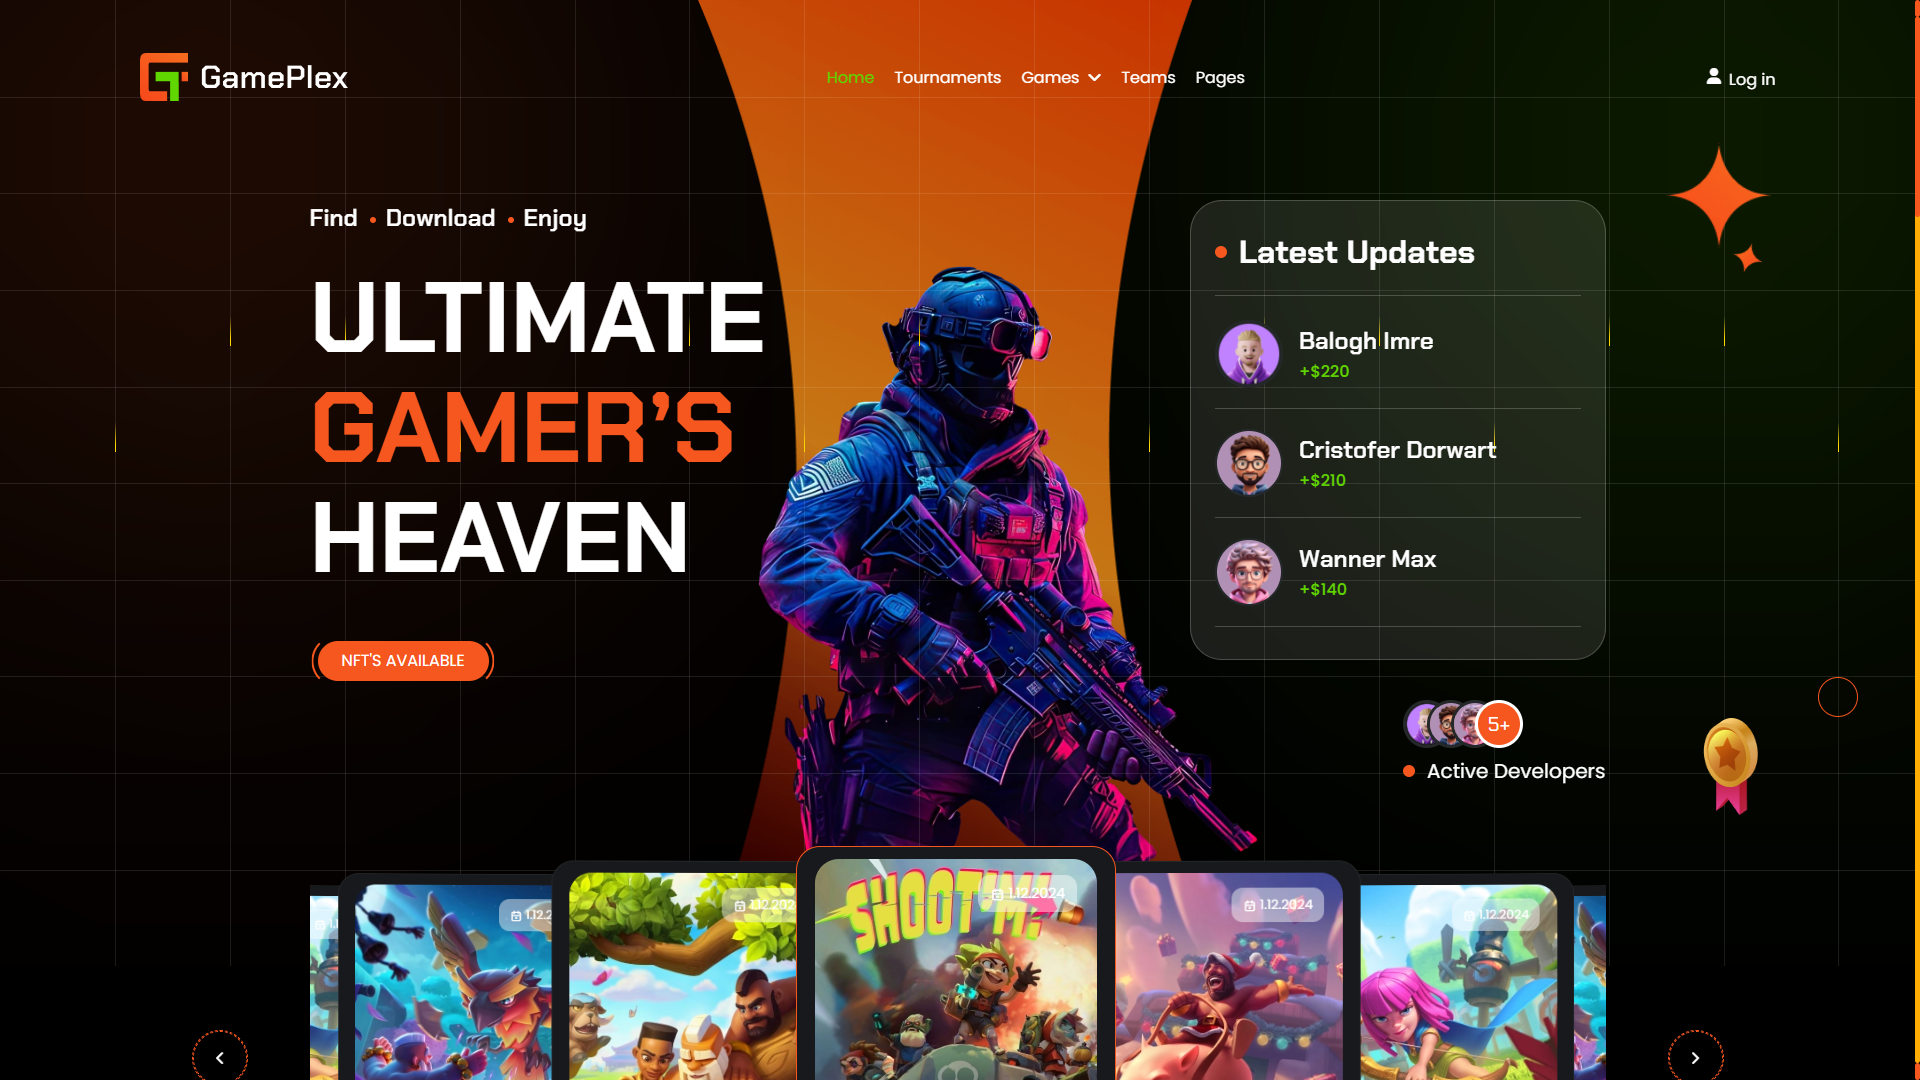 GamePlex
Home Tournaments Games Teams Pages
Log in
Find • Download • Enjoy
ULTIMATE
GAMER'S
HEAVEN
NFT'S AVAILABLE
Latest Updates
Balogh Imre
+$220
Cristofer Dorwart
+$210
Wanner Max
+$140
5+
Active Developers
SHOOT'M!
1.12.2024
1.12.2024
1.12.2024
1.12.202
1.12.2
1.1